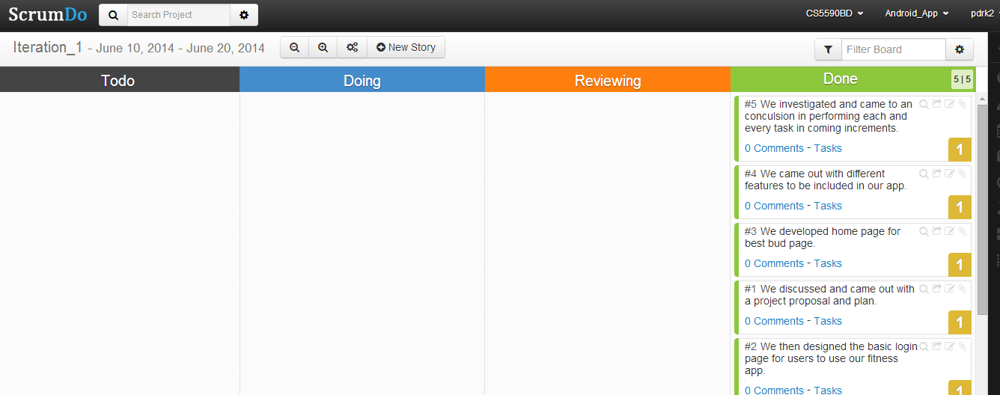 ScrumDo Search Project CS5590BD Android_App pdrk2
Iteration_1 - June 10, 2014 - June 20, 2014 New Story Filter Board
Todo Doing Reviewing Done 5 | 5
#5 We investigated and came to an
conculsion in performing each and
every task in coming increments.
0 Comments - Tasks 1
#4 We came out with different
features to be included in our app.
0 Comments - Tasks 1
#3 We developed home page for
best bud page.
0 Comments - Tasks 1
#1 We discussed and came out with
a project proposal and plan.
0 Comments - Tasks 1
#2 We then designed the basic login
page for users to use our fitness
app.
0 Comments - Tasks 1